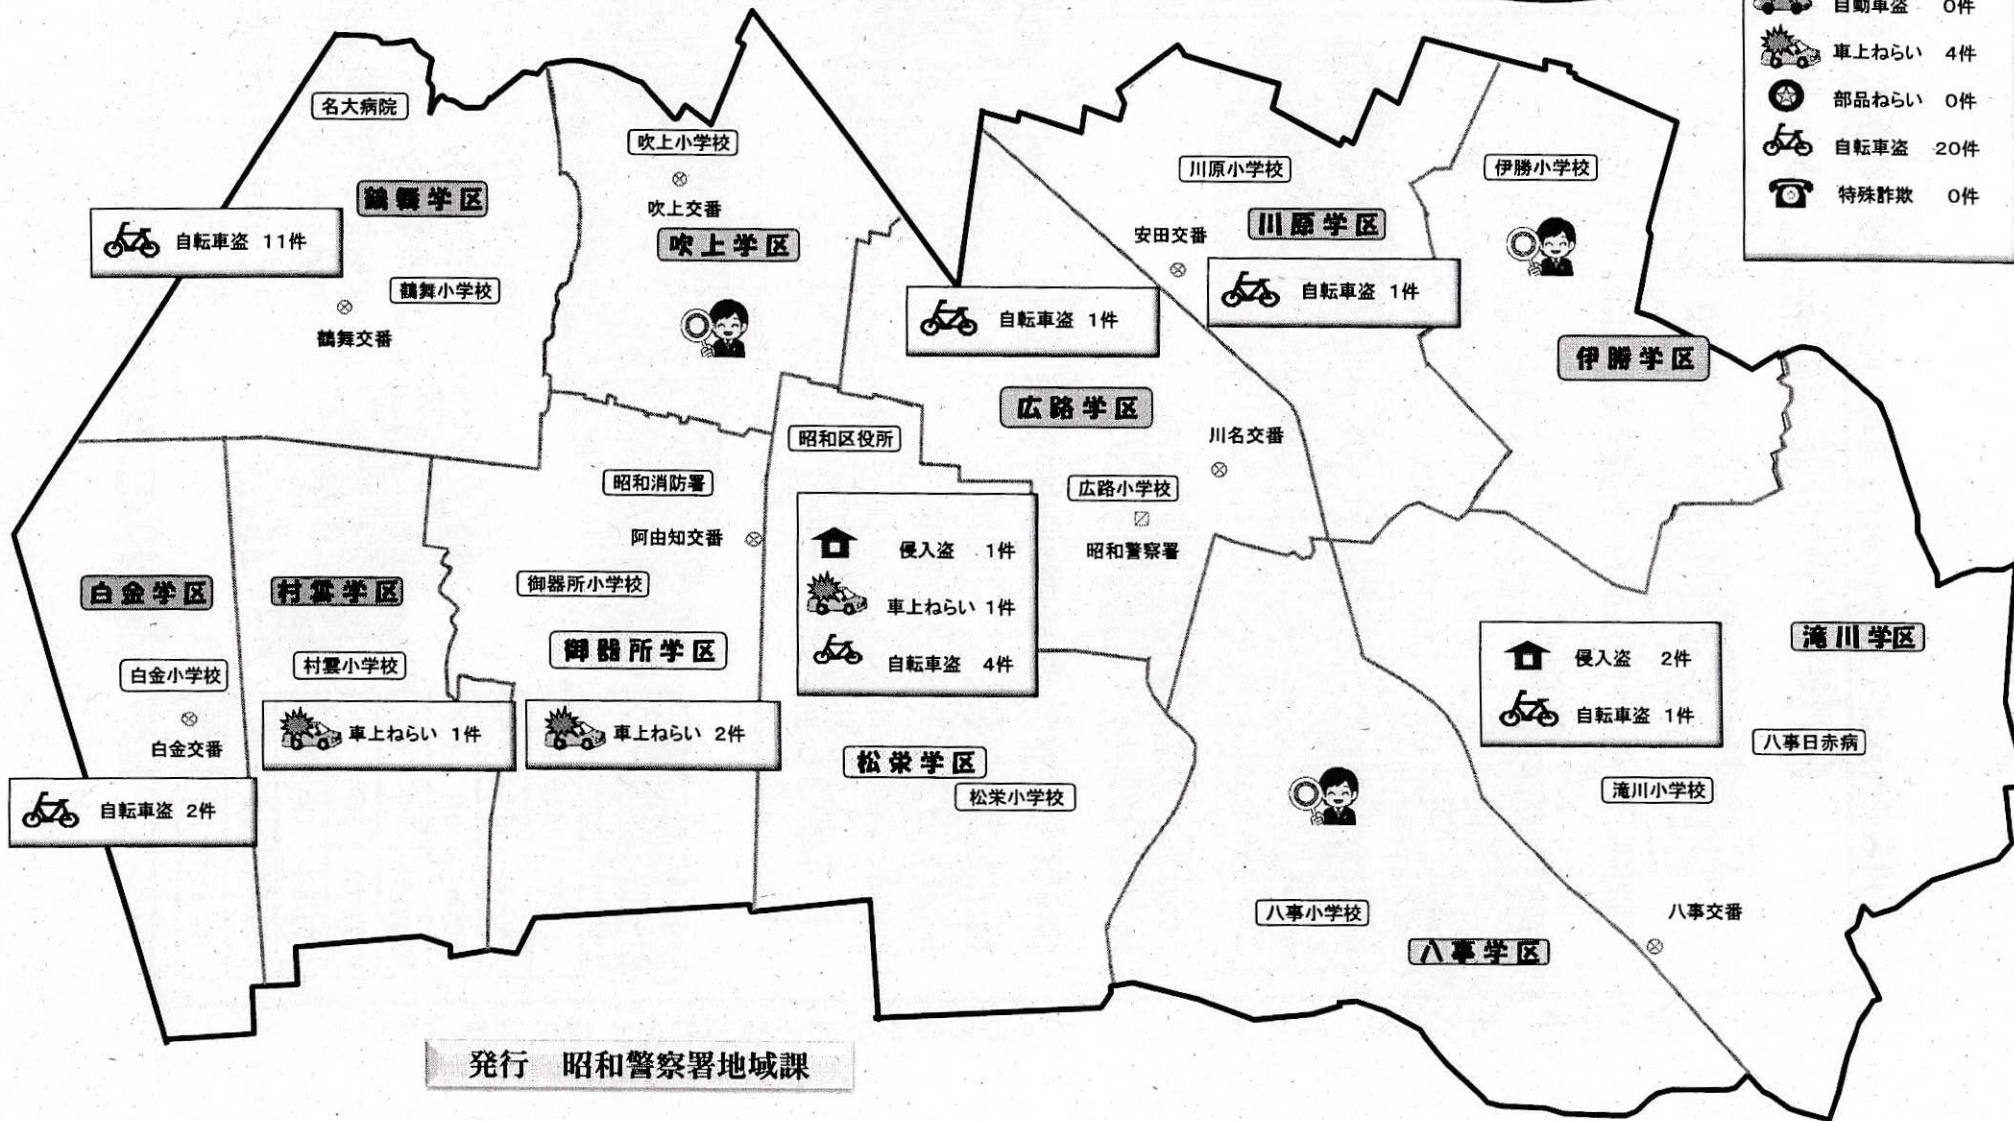 自動車盗 0件
車上ねらい 4件
部品ねらい 0件
自転車盗 20件
特殊詐欺 0件
名大病院
鶴舞学区
自転車盗 11件
鶴舞小学校
鶴舞交番
吹上小学校
吹上交番
吹上学区
川原小学校
安田交番
川原学区
自転車盗 1件
伊勝小学校
伊勝学区
自転車盗 1件
広路学区
川名交番
広路小学校
昭和警察署
昭和区役所
昭和消防署
阿由知交番
御器所小学校
御器所学区
車上ねらい 2件
侵入盗 1件
車上ねらい 1件
自転車盗 4件
白金学区
白金小学校
白金交番
自転車盗 2件
村雲学区
村雲小学校
車上ねらい 1件
松栄学区
松栄小学校
侵入盗 2件
自転車盗 1件
滝川学区
八事日赤病
滝川小学校
八事小学校
八事学区
八事交番
発行 昭和警察署地域課